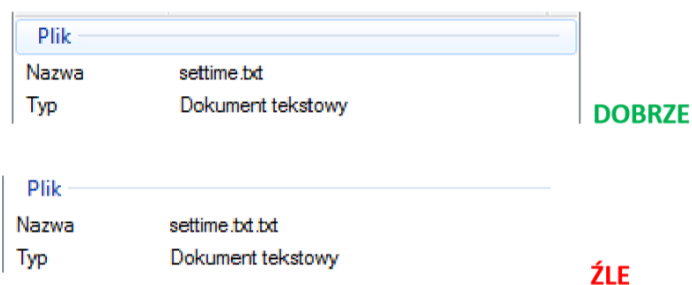 Plik
Nazwa settime.txt
Typ Dokument tekstowy
DOBRZE
Plik
Nazwa settime.txt.txt
Typ Dokument tekstowy
ŹLE